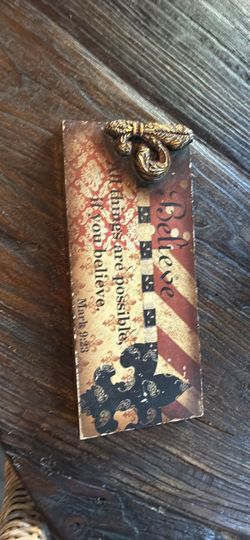 Believe
All things are possible,
If you believe.
Mark 9:23